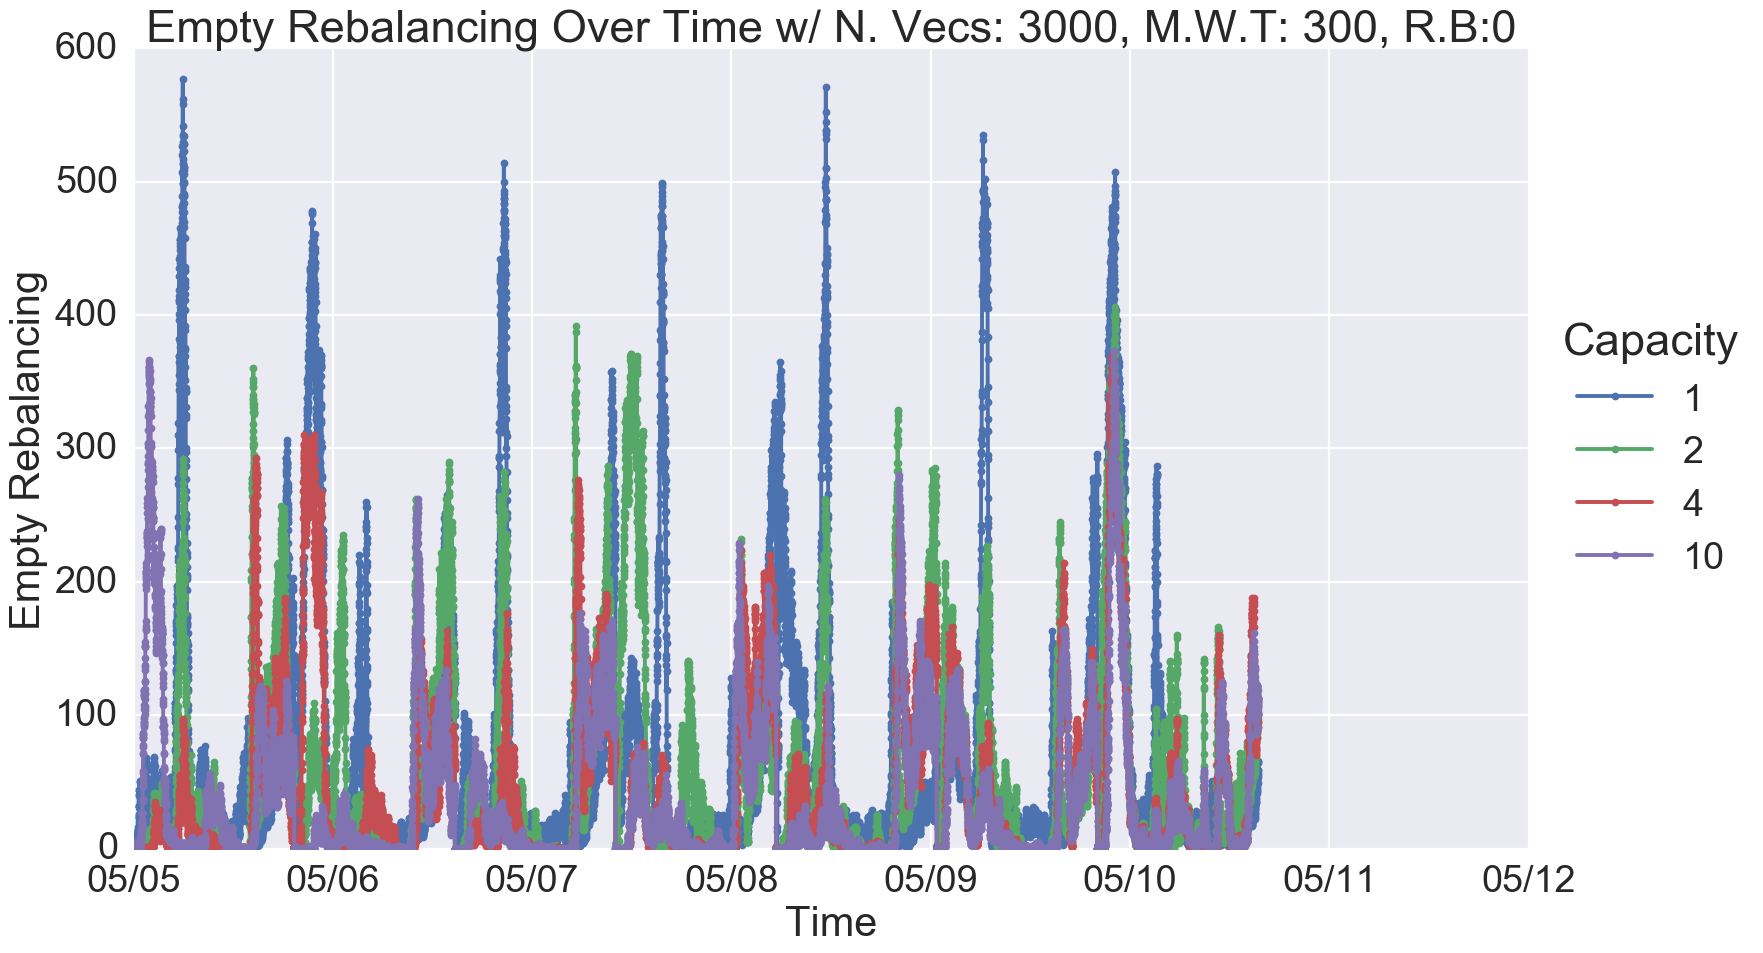 Empty Rebalancing Over Time w/ N. Vecs: 3000, M.W.T: 300, R.B:0
600
500
400
300
200
100
0
Empty Rebalancing
05/05 05/06 05/07 05/08 05/09 05/10 05/11 05/12
Time
Capacity
1
2
4
10